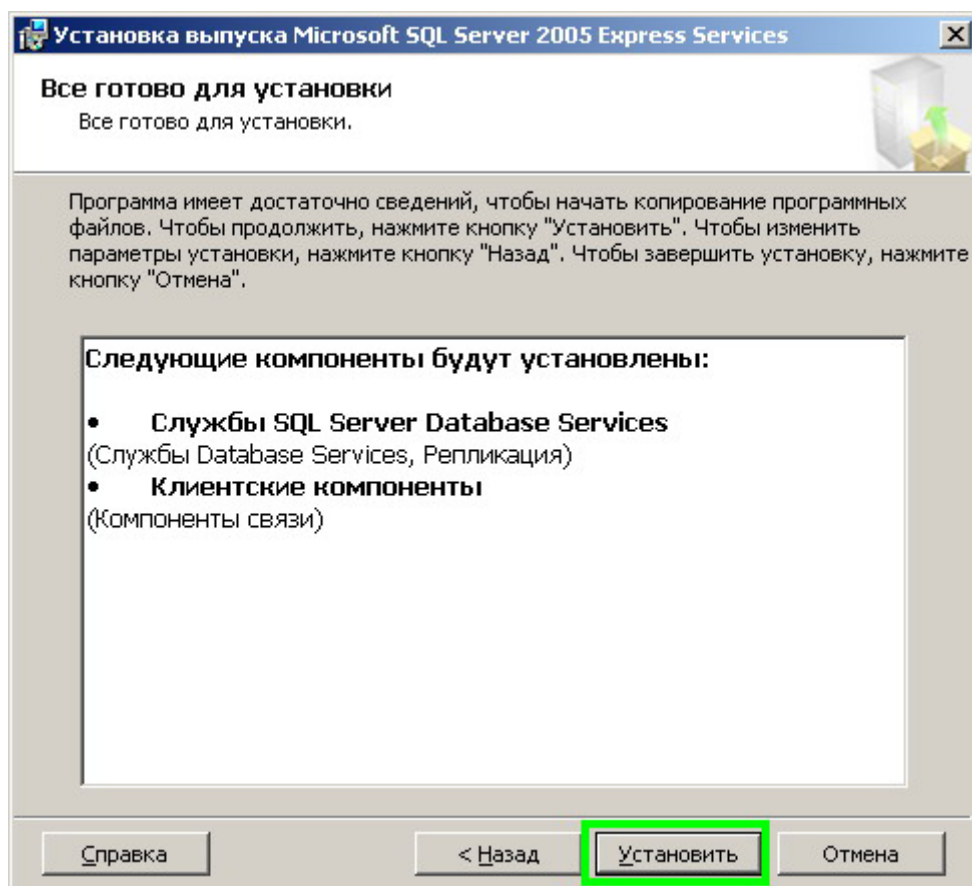 Установка выпуска Microsoft SQL Server 2005 Express Services
Все готово для установки
Все готово для установки.
Программа имеет достаточно сведений, чтобы начать копирование программных
файлов. Чтобы продолжить, нажмите кнопку "Установить". Чтобы изменить
параметры установки, нажмите кнопку "Назад". Чтобы завершить установку, нажмите
кнопку "Отмена".
Следующие компоненты будут установлены:
• Службы SQL Server Database Services
(Службы Database Services, Репликация)
• Клиентские компоненты
(Компоненты связи)
Справка < Назад Установить Отмена